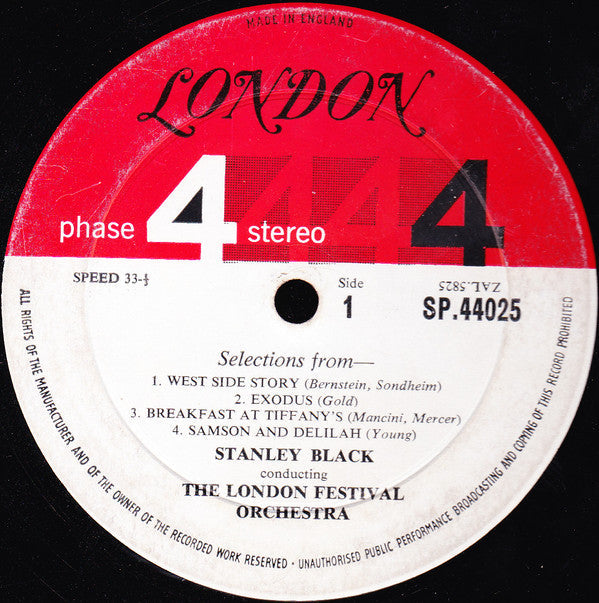 MADE IN ENGLAND
LONDON
phase 4 stereo 4 4 4
SPEED 33-⅓
Side
1
ZAL.5825
SP.44025
Selections from—
1. WEST SIDE STORY (Bernstein, Sondheim)
2. EXODUS (Gold)
3. BREAKFAST AT TIFFANY'S (Mancini, Mercer)
4. SAMSON AND DELILAH (Young)
STANLEY BLACK
conducting
THE LONDON FESTIVAL
ORCHESTRA
ALL RIGHTS OF THE MANUFACTURER AND OF THE OWNER OF THE RECORDED WORK RESERVED · UNAUTHORISED PUBLIC PERFORMANCE BROADCASTING AND COPYING OF THIS RECORD PROHIBITED